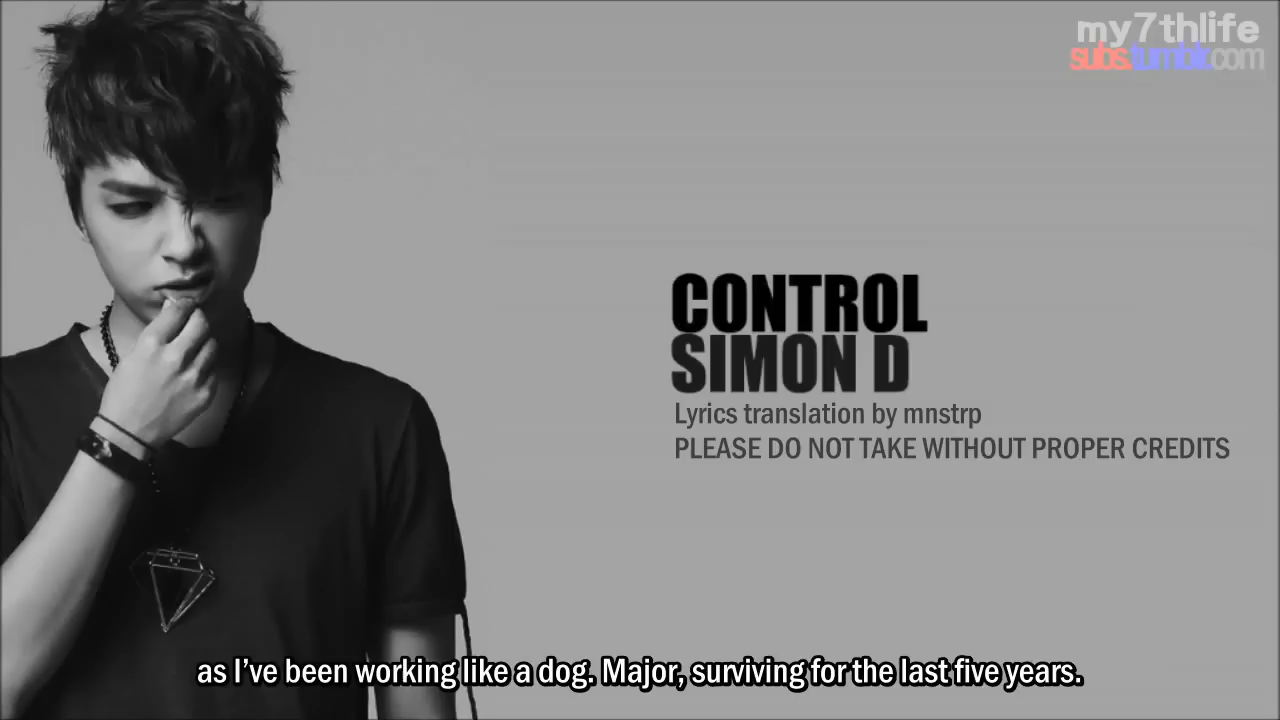 my7thlife
subs.tumblr.com
CONTROL
SIMON D
Lyrics translation by mnstrp
PLEASE DO NOT TAKE WITHOUT PROPER CREDITS
as I've been working like a dog. Major, surviving for the last five years.